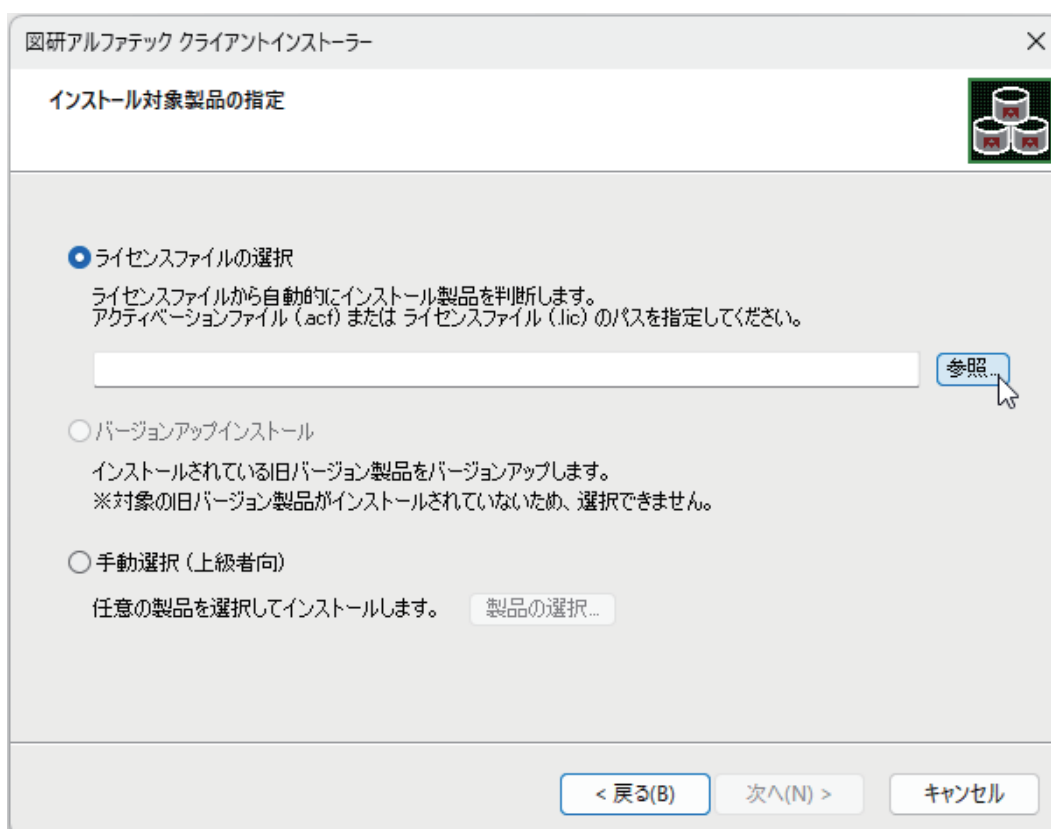 図研アルファテック クライアントインストーラー
インストール対象製品の指定
ライセンスファイルの選択
ライセンスファイルから自動的にインストール製品を判断します。
アクティベーションファイル (.acf) または ライセンスファイル (.lic) のパスを指定してください。
参照...
バージョンアップインストール
インストールされている旧バージョン製品をバージョンアップします。
※対象の旧バージョン製品がインストールされていないため、選択できません。
手動選択 (上級者向)
任意の製品を選択してインストールします。 製品の選択...
< 戻る(B) 次へ(N) > キャンセル